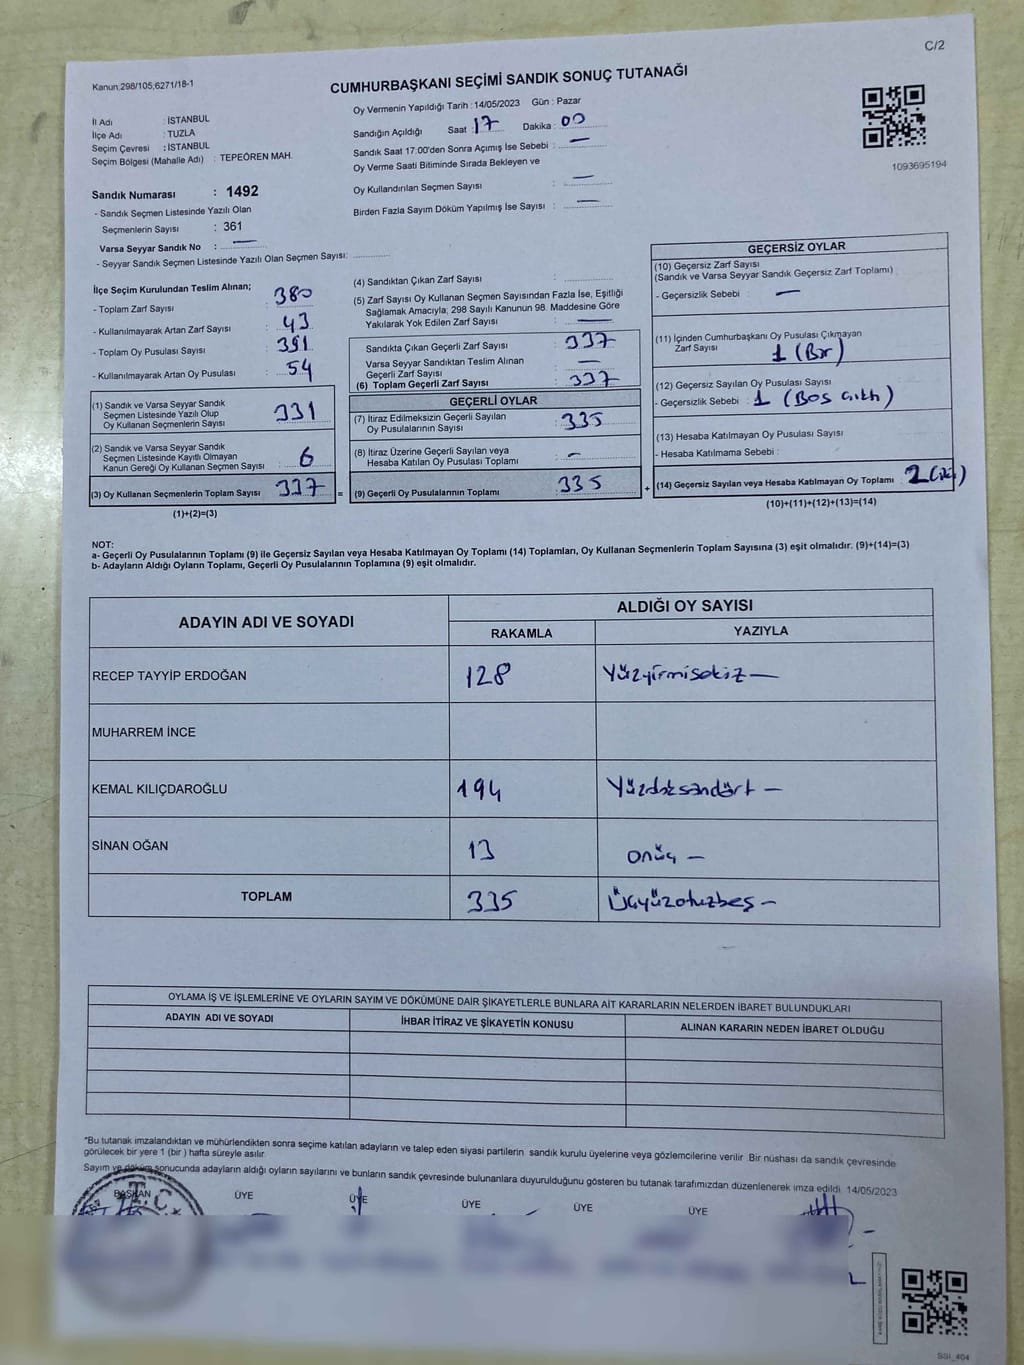 C/2
Kanun:298/105,6271/18-1
CUMHURBAŞKANI SEÇİMİ SANDIK SONUÇ TUTANAĞI
İl Adı : İSTANBUL
İlçe Adı : TUZLA
Seçim Çevresi : İSTANBUL
Seçim Bölgesi (Mahalle Adı) : TEPEÖREN MAH.
Sandık Numarası : 1492
- Sandık Seçmen Listesinde Yazılı Olan
Seçmenlerin Sayısı : 361
Varsa Seyyar Sandık No : —
- Seyyar Sandık Seçmen Listesinde Yazılı Olan Seçmen Sayısı:
Oy Vermenin Yapıldığı Tarih : 14/05/2023 Gün : Pazar
Sandığın Açıldığı Saat : 17 Dakika : 00
Sandık Saat 17:00'den Sonra Açımış İse Sebebi : —
Oy Verme Saati Bitiminde Sırada Bekleyen ve
Oy Kullandırılan Seçmen Sayısı : —
Birden Fazla Sayım Döküm Yapılmış İse Sayısı : —
1093695194
İlçe Seçim Kurulundan Teslim Alınan;
- Toplam Zarf Sayısı : 380
- Kullanılmayarak Artan Zarf Sayısı : 43
- Toplam Oy Pusulası Sayısı : 391
- Kullanılmayarak Artan Oy Pusulası : 54
(1) Sandık ve Varsa Seyyar Sandık
Seçmen Listesinde Yazılı Olup
Oy Kullanan Seçmenlerin Sayısı : 331
(2) Sandık ve Varsa Seyyar Sandık
Seçmen Listesinde Kayıtlı Olmayan
Kanun Gereği Oy Kullanan Seçmen Sayısı : 6
(3) Oy Kullanan Seçmenlerin Toplam Sayısı : 337 =
(1)+(2)=(3)
(4) Sandıktan Çıkan Zarf Sayısı :
(5) Zarf Sayısı Oy Kullanan Seçmen Sayısından Fazla İse, Eşitliği
Sağlamak Amacıyla; 298 Sayılı Kanunun 98. Maddesine Göre
Yakılarak Yok Edilen Zarf Sayısı : —
Sandıkta Çıkan Geçerli Zarf Sayısı : 337
Varsa Seyyar Sandıktan Teslim Alınan
Geçerli Zarf Sayısı : —
(6) Toplam Geçerli Zarf Sayısı : 337
GEÇERLİ OYLAR
(7) İtiraz Edilmeksizin Geçerli Sayılan
Oy Pusulalarının Sayısı : 335
(8) İtiraz Üzerine Geçerli Sayılan veya
Hesaba Katılan Oy Pusulası Toplamı : —
(9) Geçerli Oy Pusulalarının Toplamı : 335 +
GEÇERSİZ OYLAR
(10) Geçersiz Zarf Sayısı
(Sandık ve Varsa Seyyar Sandık Geçersiz Zarf Toplamı)
- Geçersizlik Sebebi : —
(11) İçinden Cumhurbaşkanı Oy Pusulası Çıkmayan
Zarf Sayısı 1 (Bir)
(12) Geçersiz Sayılan Oy Pusulası Sayısı
- Geçersizlik Sebebi : 1 (Boş çıktı)
(13) Hesaba Katılmayan Oy Pusulası Sayısı
- Hesaba Katılmama Sebebi :
(14) Geçersiz Sayılan veya Hesaba Katılmayan Oy Toplamı : 2 (iki)
(10)+(11)+(12)+(13)=(14)
NOT:
a- Geçerli Oy Pusulalarının Toplamı (9) ile Geçersiz Sayılan veya Hesaba Katılmayan Oy Toplamı (14) Toplamları, Oy Kullanan Seçmenlerin Toplam Sayısına (3) eşit olmalıdır. (9)+(14)=(3)
b- Adayların Aldığı Oyların Toplamı, Geçerli Oy Pusulalarının Toplamına (9) eşit olmalıdır.
ADAYIN ADI VE SOYADI
ALDIĞI OY SAYISI
RAKAMLA YAZIYLA
RECEP TAYYİP ERDOĞAN 128 Yüzyirmisekiz —
MUHARREM İNCE
KEMAL KILIÇDAROĞLU 194 Yüzdoksandört —
SİNAN OĞAN 13 onüç —
TOPLAM 335 Üçyüzotuzbeş —
OYLAMA İŞ VE İŞLEMLERİNE VE OYLARIN SAYIM VE DÖKÜMÜNE DAİR ŞİKAYETLERLE BUNLARA AİT KARARLARIN NELERDEN İBARET BULUNDUKLARI
ADAYIN ADI VE SOYADI İHBAR İTİRAZ VE ŞİKAYETİN KONUSU ALINAN KARARIN NEDEN İBARET OLDUĞU
*Bu tutanak imzalandıktan ve mühürlendikten sonra seçime katılan adayların ve talep eden siyasi partilerin sandık kurulu üyelerine veya gözlemcilerine verilir. Bir nüshası da sandık çevresinde
görülecek bir yere 1 (bir ) hafta süreyle asılır.
Sayım ve döküm sonucunda adayların aldığı oyların sayılarını ve bunların sandık çevresinde bulunanlara duyurulduğunu gösteren bu tutanak tarafımızdan düzenlenerek imza edildi. 14/05/2023
BAŞKAN ÜYE ÜYE ÜYE ÜYE ÜYE
T.C.
SSI_404